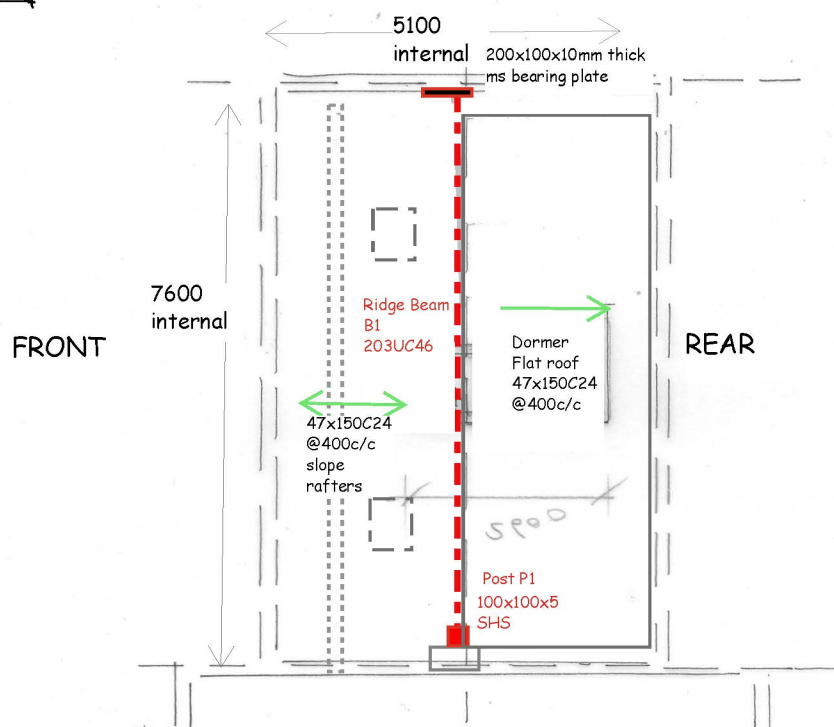 5100
internal
200x100x10mm thick
ms bearing plate
7600
internal
FRONT
Ridge Beam
B1
203UC46
Dormer
Flat roof
47x150C24
@400c/c
REAR
47x150C24
@400c/c
slope
rafters
2900
Post P1
100x100x5
SHS